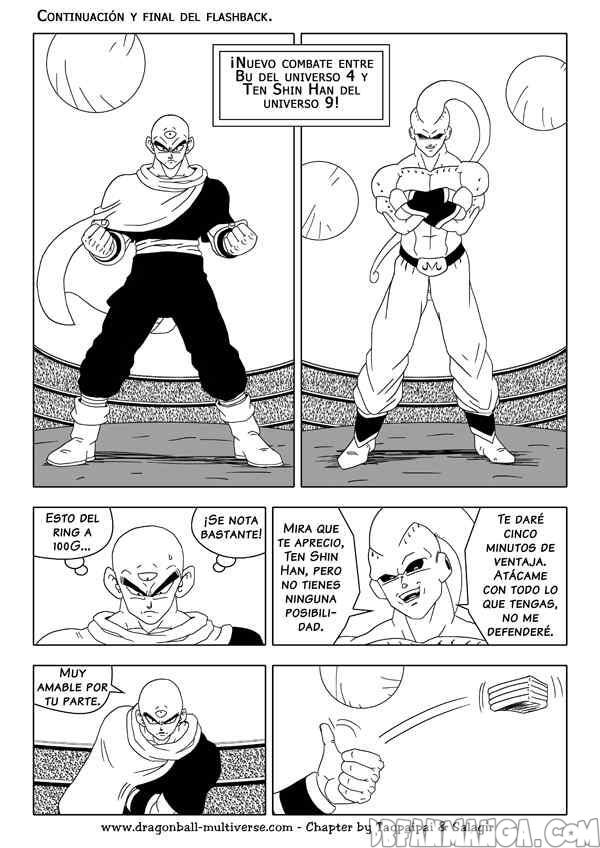 CONTINUACIÓN Y FINAL DEL FLASHBACK.
¡NUEVO COMBATE ENTRE
BU DEL UNIVERSO 4 Y
TEN SHIN HAN DEL
UNIVERSO 9!
M
ESTO DEL
RING A
100G...
¡SE NOTA
BASTANTE!
MIRA QUE
TE APRECIO,
TEN SHIN
HAN, PERO
NO TIENES
NINGUNA
POSIBILI-
DAD.
TE DARÉ
CINCO
MINUTOS
DE VENTAJA.
ATÁCAME
CON TODO LO
QUE TENGAS,
NO ME
DEFENDERÉ.
MUY
AMABLE POR
TU PARTE.
www.dragonball-multiverse.com - Chapter by Taqpaipai & Salagir
DBFANMANGA.COM